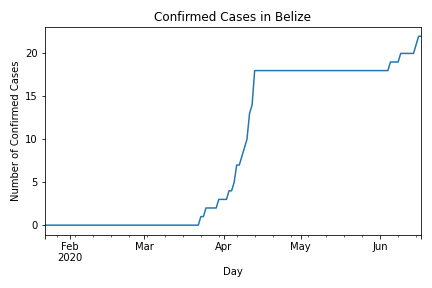 Confirmed Cases in Belize
Number of Confirmed Cases
20
15
10
5
0
Feb
2020
Mar
Apr
May
Jun
Day